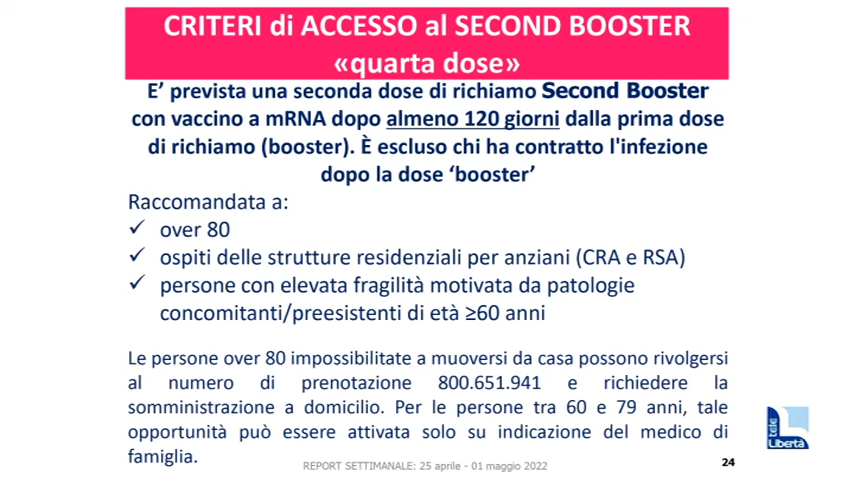 CRITERI di ACCESSO al SECOND BOOSTER
«quarta dose»
E’ prevista una seconda dose di richiamo Second Booster
con vaccino a mRNA dopo almeno 120 giorni dalla prima dose
di richiamo (booster). È escluso chi ha contratto l'infezione
dopo la dose ‘booster’
Raccomandata a:
✓ over 80
✓ ospiti delle strutture residenziali per anziani (CRA e RSA)
✓ persone con elevata fragilità motivata da patologie
concomitanti/preesistenti di età ≥60 anni
Le persone over 80 impossibilitate a muoversi da casa possono rivolgersi
al numero di prenotazione 800.651.941 e richiedere la
somministrazione a domicilio. Per le persone tra 60 e 79 anni, tale
opportunità può essere attivata solo su indicazione del medico di
famiglia.
REPORT SETTIMANALE: 25 aprile - 01 maggio 2022
24
tele
Libertà